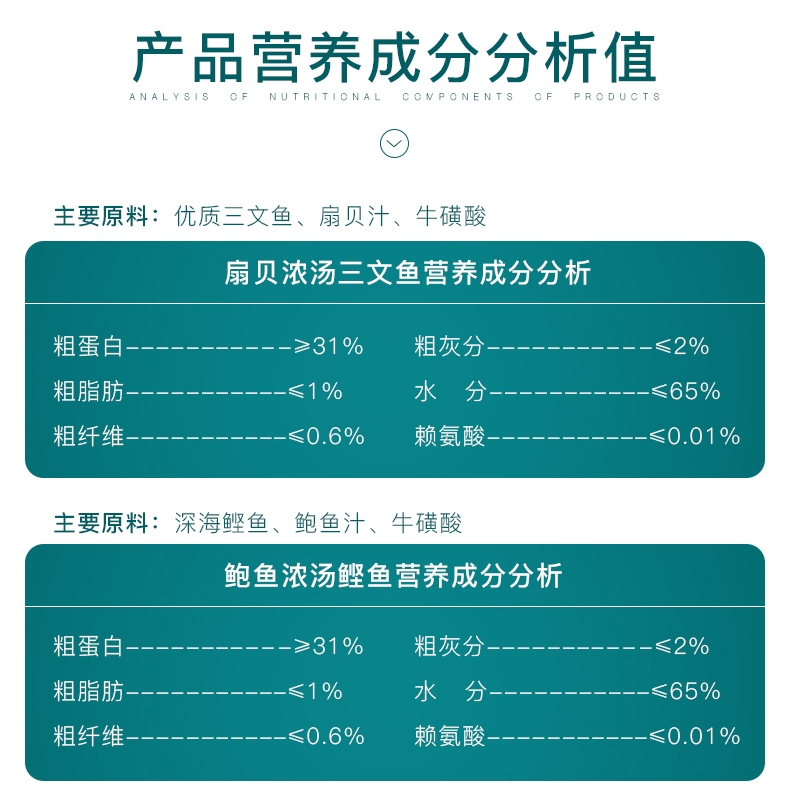 产品营养成分分析值
ANALYSIS OF NUTRITIONAL COMPONENTS OF PRODUCTS
主要原料：优质三文鱼、扇贝汁、牛磺酸
扇贝浓汤三文鱼营养成分分析
粗蛋白-----------≥31% 粗灰分-----------≤2%
粗脂肪-----------≤1% 水 分-----------≤65%
粗纤维-----------≤0.6% 赖氨酸-----------≤0.01%
主要原料：深海鲣鱼、鲍鱼汁、牛磺酸
鲍鱼浓汤鲣鱼营养成分分析
粗蛋白-----------≥31% 粗灰分-----------≤2%
粗脂肪-----------≤1% 水 分-----------≤65%
粗纤维-----------≤0.6% 赖氨酸-----------≤0.01%